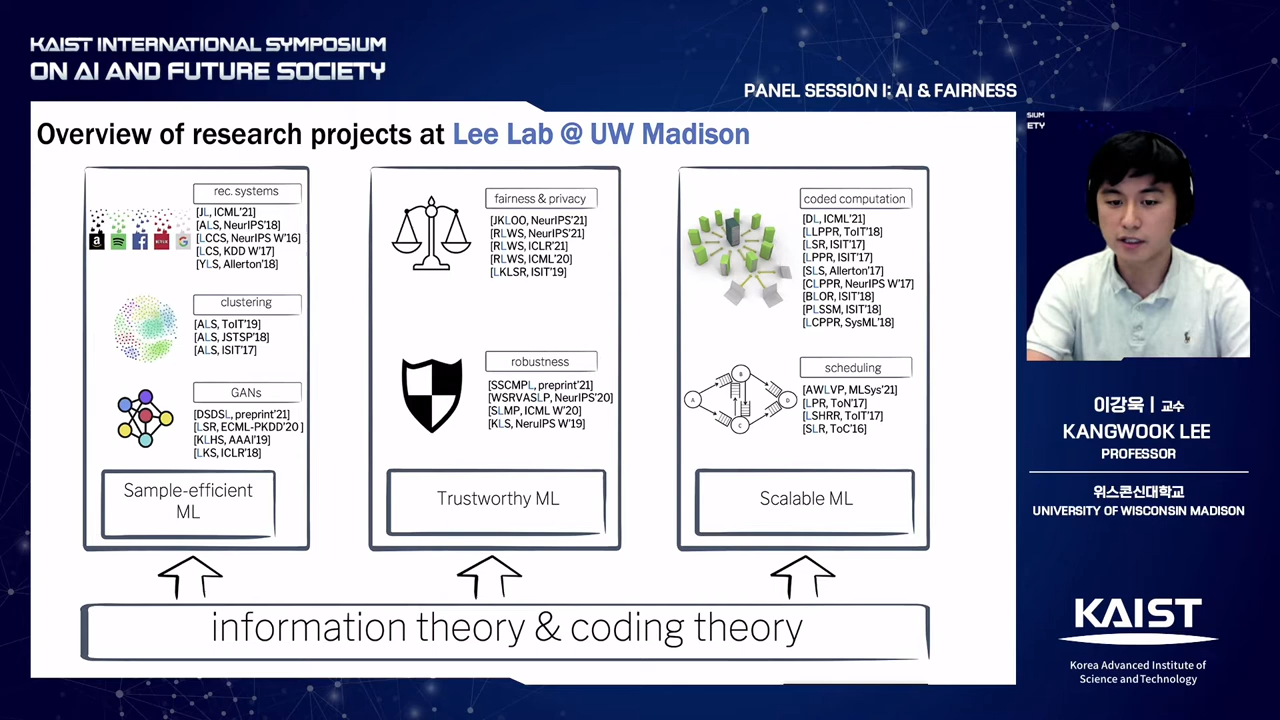 KAIST INTERNATIONAL SYMPOSIUM
ON AI AND FUTURE SOCIETY
PANEL SESSION I: AI & FAIRNESS
Overview of research projects at Lee Lab @ UW Madison
rec. systems
[JL, ICML'21]
[ALS, NeurIPS'18]
[LCCS, NeurIPS W'16]
[LCS, KDD W'17]
[YLS, Allerton'18]
clustering
[ALS, ToIT'19]
[ALS, JSTSP'18]
[ALS, ISIT'17]
GANs
[DSDSL, preprint'21]
[LSR, ECML-PKDD'20 ]
[KLHS, AAAI'19]
[LKS, ICLR'18]
Sample-efficient
ML
fairness & privacy
[JKLOO, NeurIPS'21]
[RLWS, NeurIPS'21]
[RLWS, ICLR'21]
[RLWS, ICML'20]
[LKLSR, ISIT'19]
robustness
[SSCMPL, preprint'21]
[WSRVASLP, NeurIPS'20]
[SLMP, ICML W'20]
[KLS, NeruIPS W'19]
Trustworthy ML
coded computation
[DL, ICML'21]
[LLPPR, ToIT'18]
[LSR, ISIT'17]
[LPPR, ISIT'17]
[SLS, Allerton'17]
[CLPPR, NeurIPS W'17]
[BLOR, ISIT'18]
[PLSSM, ISIT'18]
[LCPPR, SysML'18]
scheduling
A
B
C
D
[AWLVP, MLSys'21]
[LPR, ToN'17]
[LSHRR, ToIT'17]
[SLR, ToC'16]
Scalable ML
information theory & coding theory
SIUM
ETY
이강욱 | 교수
KANGWOOK LEE
PROFESSOR
위스콘신대학교
UNIVERSITY OF WISCONSIN MADISON
KAIST
Korea Advanced Institute of
Science and Technology